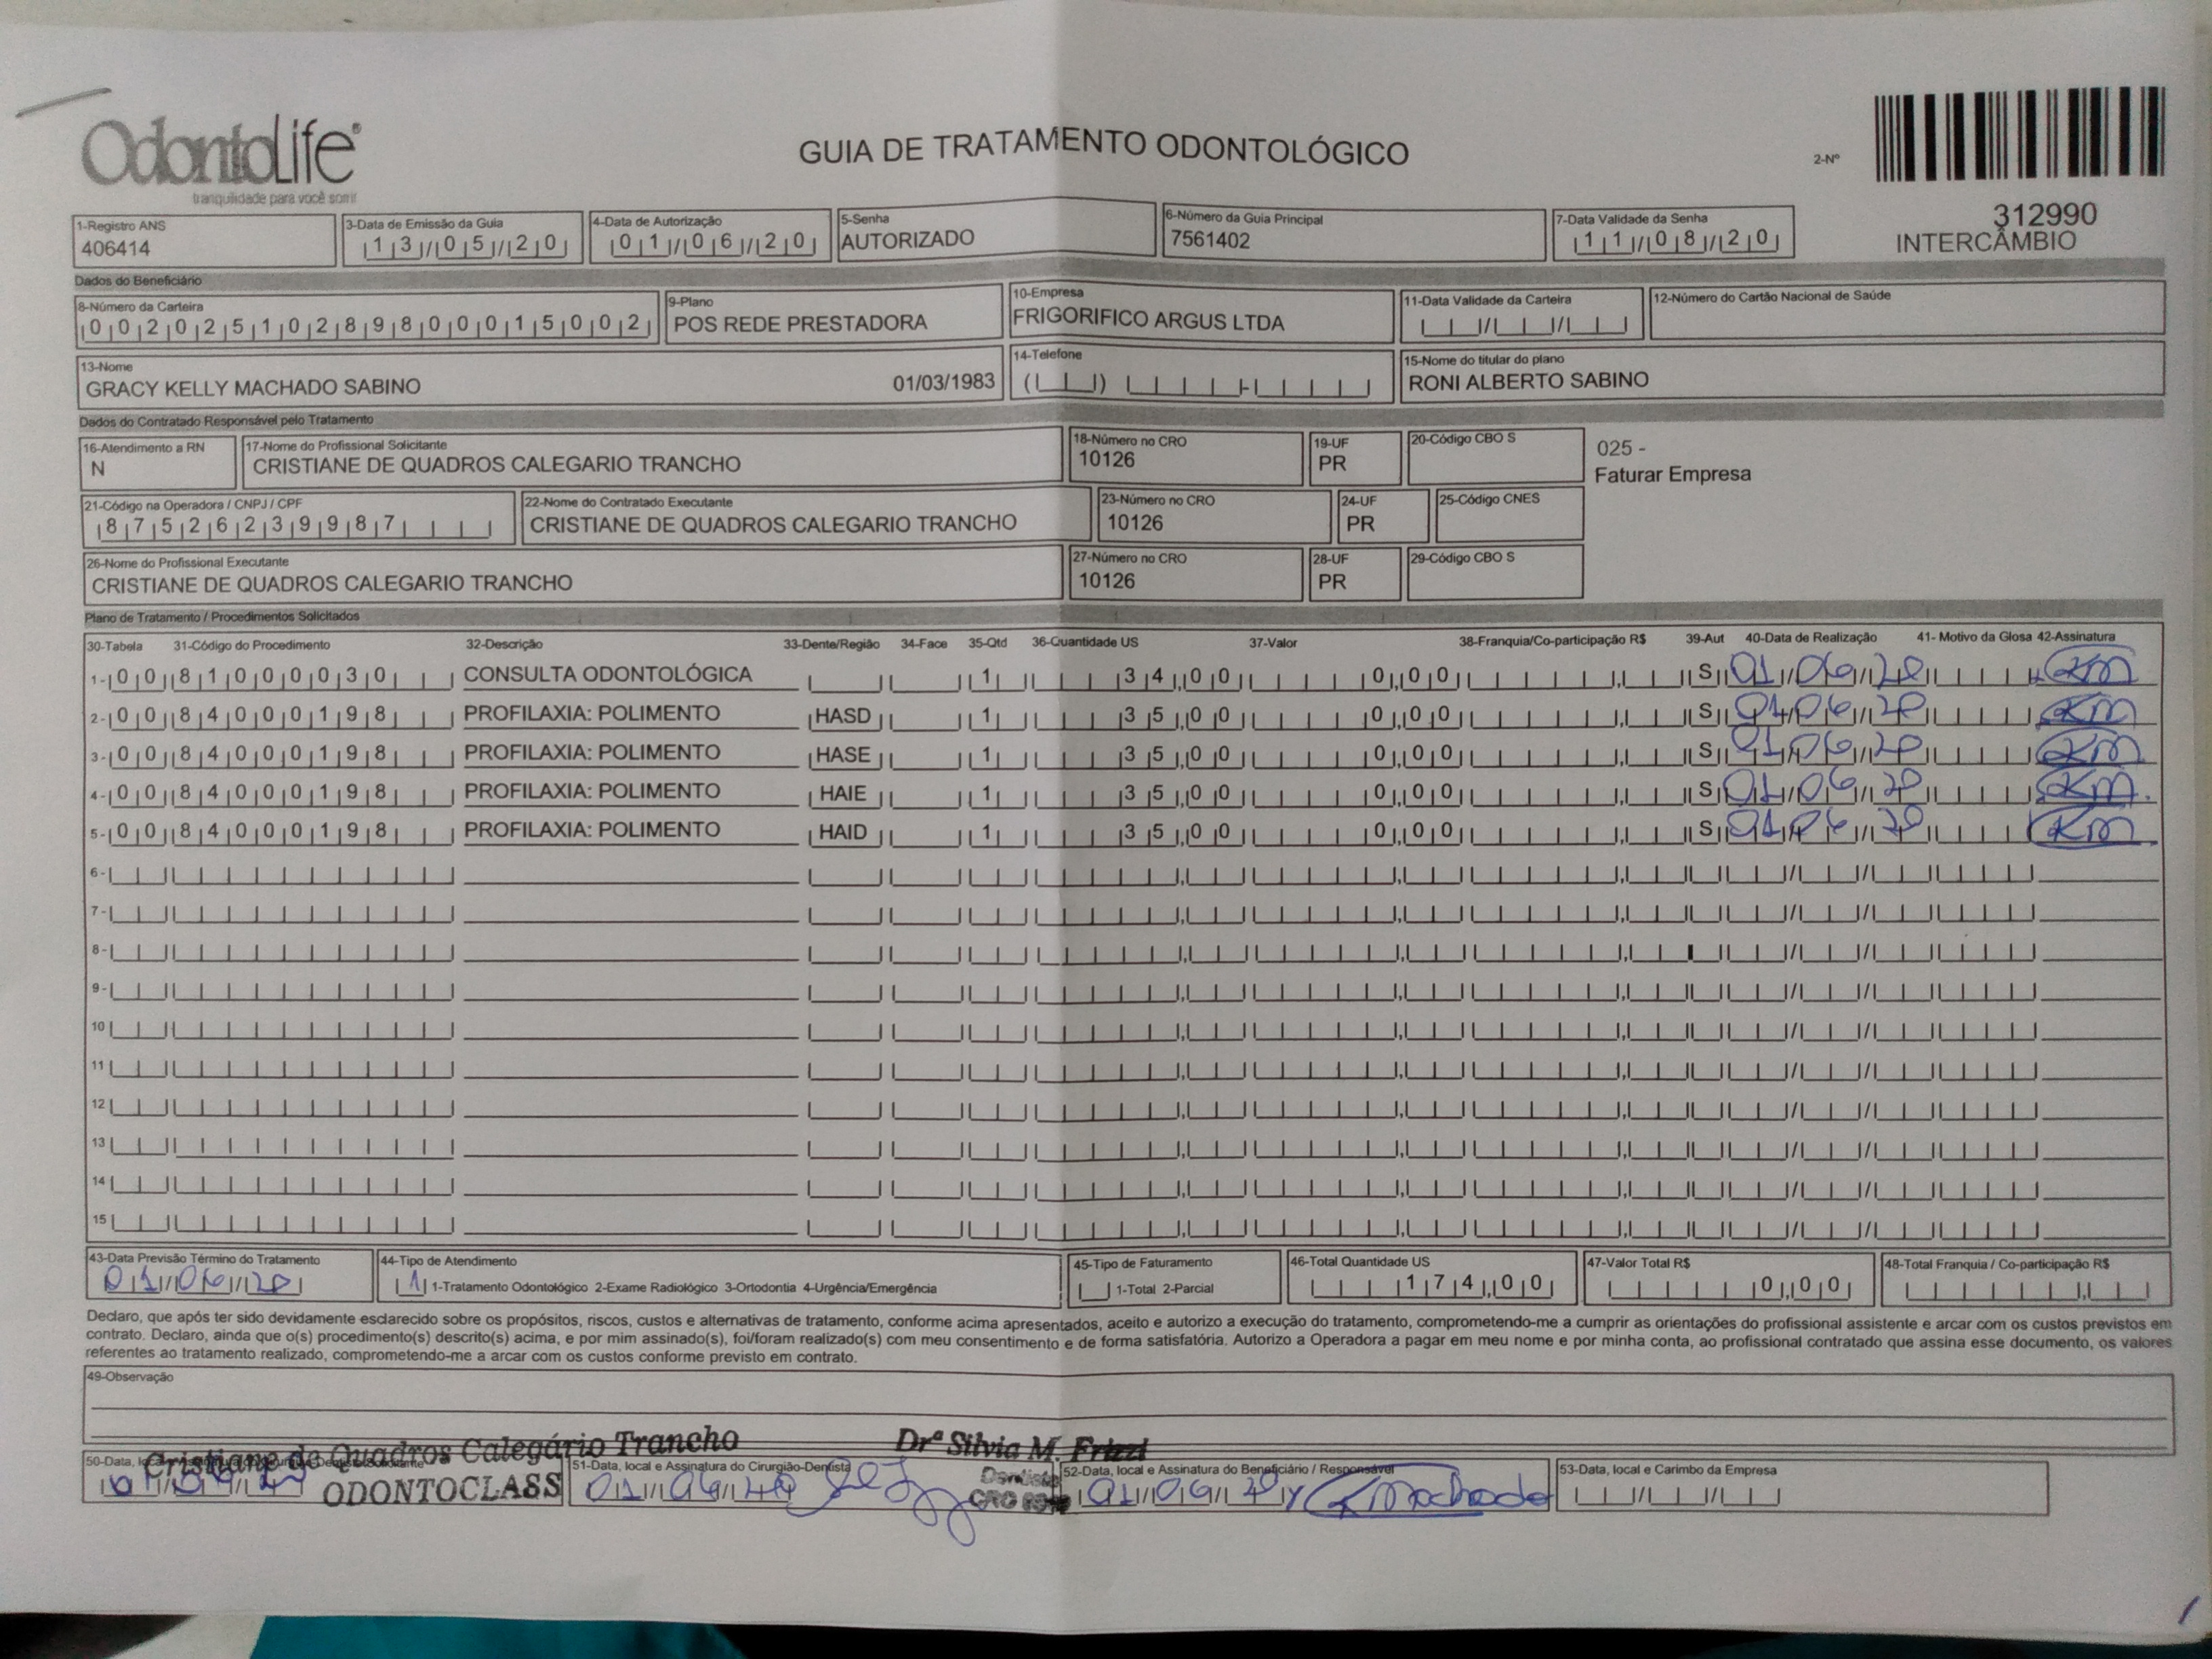 OdontoLife®
tranquilidade para você sorrir
GUIA DE TRATAMENTO ODONTOLÓGICO
2-Nº
312990
INTERCÂMBIO
1-Registro ANS
406414
3-Data de Emissão da Guia
13/05/20
4-Data de Autorização
01/06/20
5-Senha
AUTORIZADO
6-Número da Guia Principal
7561402
7-Data Validade da Senha
11/08/20
Dados do Beneficiário
8-Número da Carteira
00202510289800015002
9-Plano
POS REDE PRESTADORA
10-Empresa
FRIGORIFICO ARGUS LTDA
11-Data Validade da Carteira
12-Número do Cartão Nacional de Saúde
13-Nome
GRACY KELLY MACHADO SABINO 01/03/1983
14-Telefone
15-Nome do titular do plano
RONI ALBERTO SABINO
Dados do Contratado Responsável pelo Tratamento
16-Atendimento a RN
N
17-Nome do Profissional Solicitante
CRISTIANE DE QUADROS CALEGARIO TRANCHO
18-Número no CRO
10126
19-UF
PR
20-Código CBO S
025 -
Faturar Empresa
21-Código na Operadora / CNPJ / CPF
87526239987
22-Nome do Contratado Executante
CRISTIANE DE QUADROS CALEGARIO TRANCHO
23-Número no CRO
10126
24-UF
PR
25-Código CNES
26-Nome do Profissional Executante
CRISTIANE DE QUADROS CALEGARIO TRANCHO
27-Número no CRO
10126
28-UF
PR
29-Código CBO S
Plano de Tratamento / Procedimentos Solicitados
30-Tabela 31-Código do Procedimento 32-Descrição 33-Dente/Região 34-Face 35-Qtd 36-Quantidade US 37-Valor 38-Franquia/Co-participação R$ 39-Aut 40-Data de Realização 41- Motivo da Glosa 42-Assinatura
1- 00 81000030 CONSULTA ODONTOLÓGICA 1 34,00 0,00 S 01/06/20 KM
2- 00 84000198 PROFILAXIA: POLIMENTO HASD 1 35,00 0,00 S 01/06/20 KM
3- 00 84000198 PROFILAXIA: POLIMENTO HASE 1 35,00 0,00 S 01/06/20 KM
4- 00 84000198 PROFILAXIA: POLIMENTO HAIE 1 35,00 0,00 S 01/06/20 KM
5- 00 84000198 PROFILAXIA: POLIMENTO HAID 1 35,00 0,00 S 01/06/20 KM
6-
7-
8-
9-
10
11
12
13
14
15
43-Data Previsão Término do Tratamento
01/06/20
44-Tipo de Atendimento
1 1-Tratamento Odontológico 2-Exame Radiológico 3-Ortodontia 4-Urgência/Emergência
45-Tipo de Faturamento
1-Total 2-Parcial
46-Total Quantidade US
174,00
47-Valor Total R$
0,00
48-Total Franquia / Co-participação R$
Declaro, que após ter sido devidamente esclarecido sobre os propósitos, riscos, custos e alternativas de tratamento, conforme acima apresentados, aceito e autorizo a execução do tratamento, comprometendo-me a cumprir as orientações do profissional assistente e arcar com os custos previstos em
contrato. Declaro, ainda que o(s) procedimento(s) descrito(s) acima, e por mim assinado(s), foi/foram realizado(s) com meu consentimento e de forma satisfatória. Autorizo a Operadora a pagar em meu nome e por minha conta, ao profissional contratado que assina esse documento, os valores
referentes ao tratamento realizado, comprometendo-me a arcar com os custos conforme previsto em contrato.
49-Observação
Cristiane de Quadros Calegário Trancho
ODONTOCLASS
Drª Silvia M. Frizzi
Dentista
CRO
51-Data, local e Assinatura do Cirurgião-Dentista
01/06/20
52-Data, local e Assinatura do Beneficiário / Responsável
01/06/20 KMachado
53-Data, local e Carimbo da Empresa